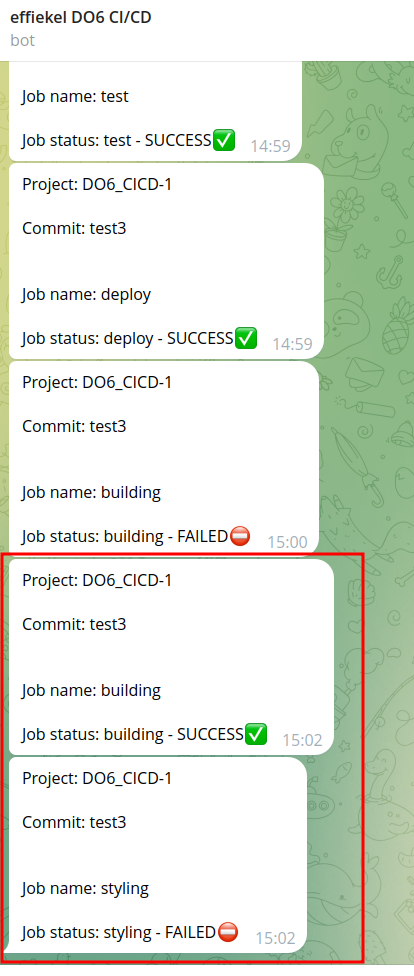 effiekel DO6 CI/CD
bot
Job name: test
Job status: test - SUCCESS✅ 14:59
Project: DO6_CICD-1
Commit: test3
Job name: deploy
Job status: deploy - SUCCESS✅ 14:59
Project: DO6_CICD-1
Commit: test3
Job name: building
Job status: building - FAILED⛔ 15:00
Project: DO6_CICD-1
Commit: test3
Job name: building
Job status: building - SUCCESS✅ 15:02
Project: DO6_CICD-1
Commit: test3
Job name: styling
Job status: styling - FAILED⛔ 15:02